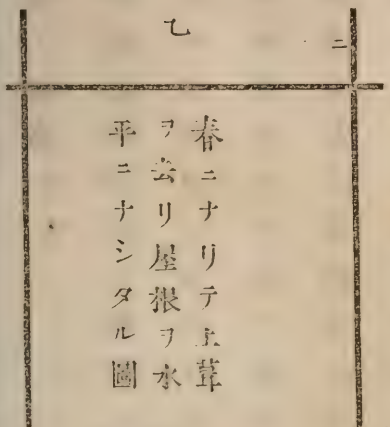 二
乙
春ニナリテ上葺
ヲ去リ屋根ヲ水
平ニナシタル圖